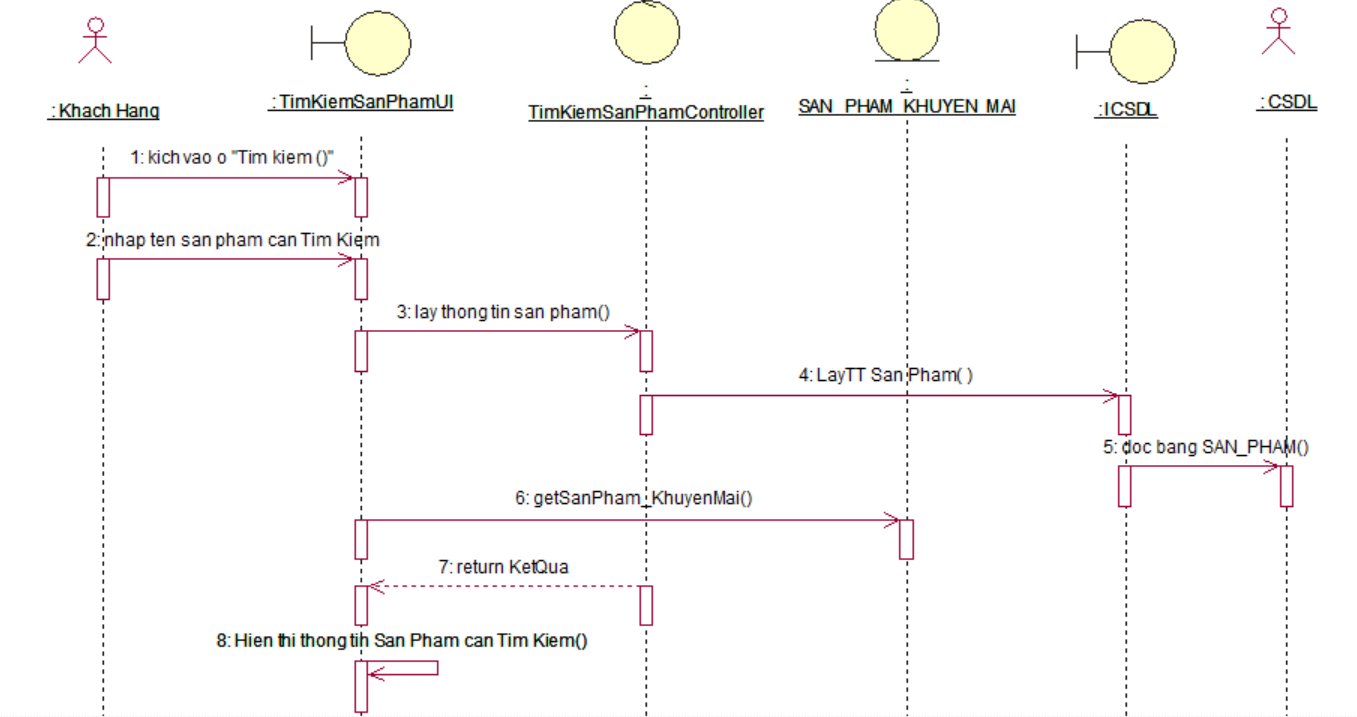 : Khach Hang
: TimKiemSanPhamUI
:
TimKiemSanPhamController
:
SAN_PHAM_KHUYEN MAI
: ICSDL
: CSDL
1: kich vao o "Tim kiem ()"
2: nhap ten san pham can Tim Kiem
3: lay thong tin san pham()
4: LayTT San Pham( )
5: doc bang SAN_PHAM()
6: getSanPham_KhuyenMai()
7: return KetQua
8: Hien thi thong tin San Pham can Tim Kiem()